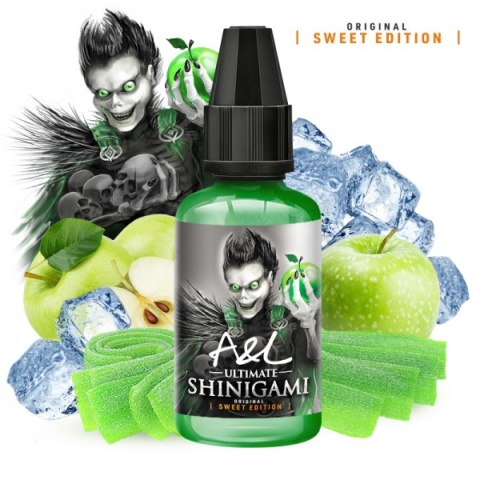 ORIGINAL
| SWEET EDITION |
A&L
ULTIMATE
SHINIGAMI
ORIGINAL
| SWEET EDITION |